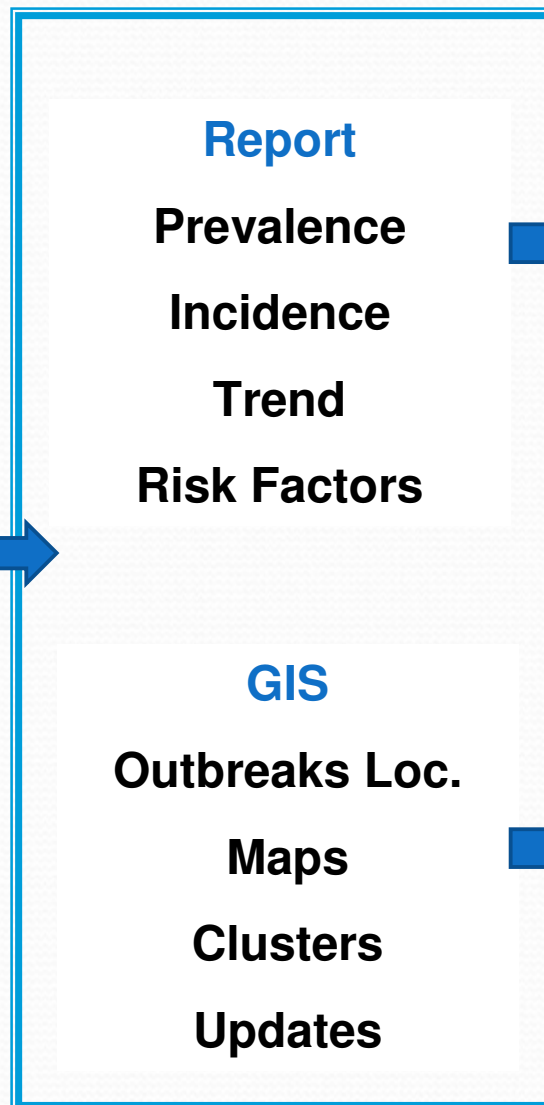 Report
Prevalence
Incidence
Trend
Risk Factors
GIS
Outbreaks Loc.
Maps
Clusters
Updates